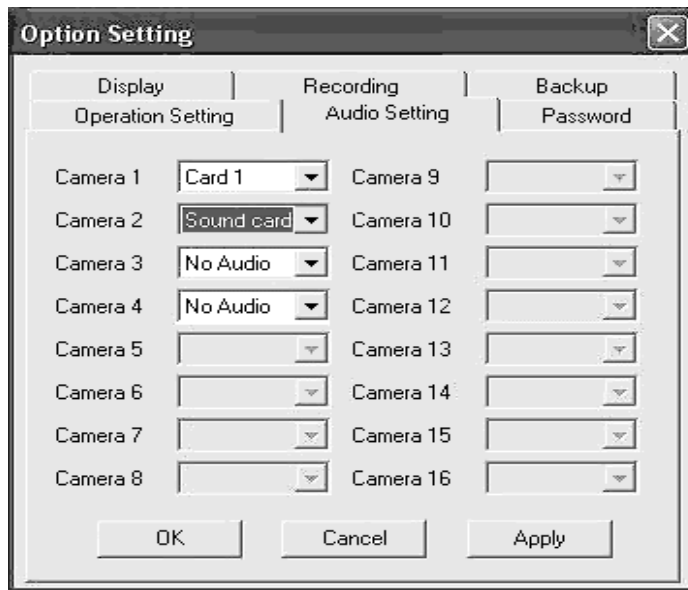 Option Setting
Display Recording Backup
Operation Setting Audio Setting Password
Camera 1 Card 1 Camera 9
Camera 2 Sound card Camera 10
Camera 3 No Audio Camera 11
Camera 4 No Audio Camera 12
Camera 5 Camera 13
Camera 6 Camera 14
Camera 7 Camera 15
Camera 8 Camera 16
OK Cancel Apply